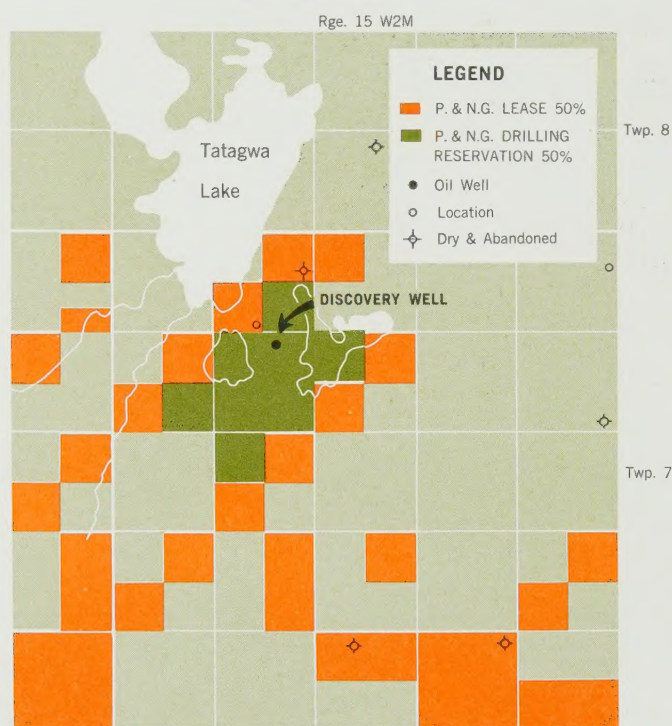 Rge. 15 W2M
LEGEND
P. & N.G. LEASE 50%
P. & N.G. DRILLING
RESERVATION 50%
Oil Well
Location
Dry & Abandoned
Twp. 8
Tatagwa
Lake
DISCOVERY WELL
Twp. 7